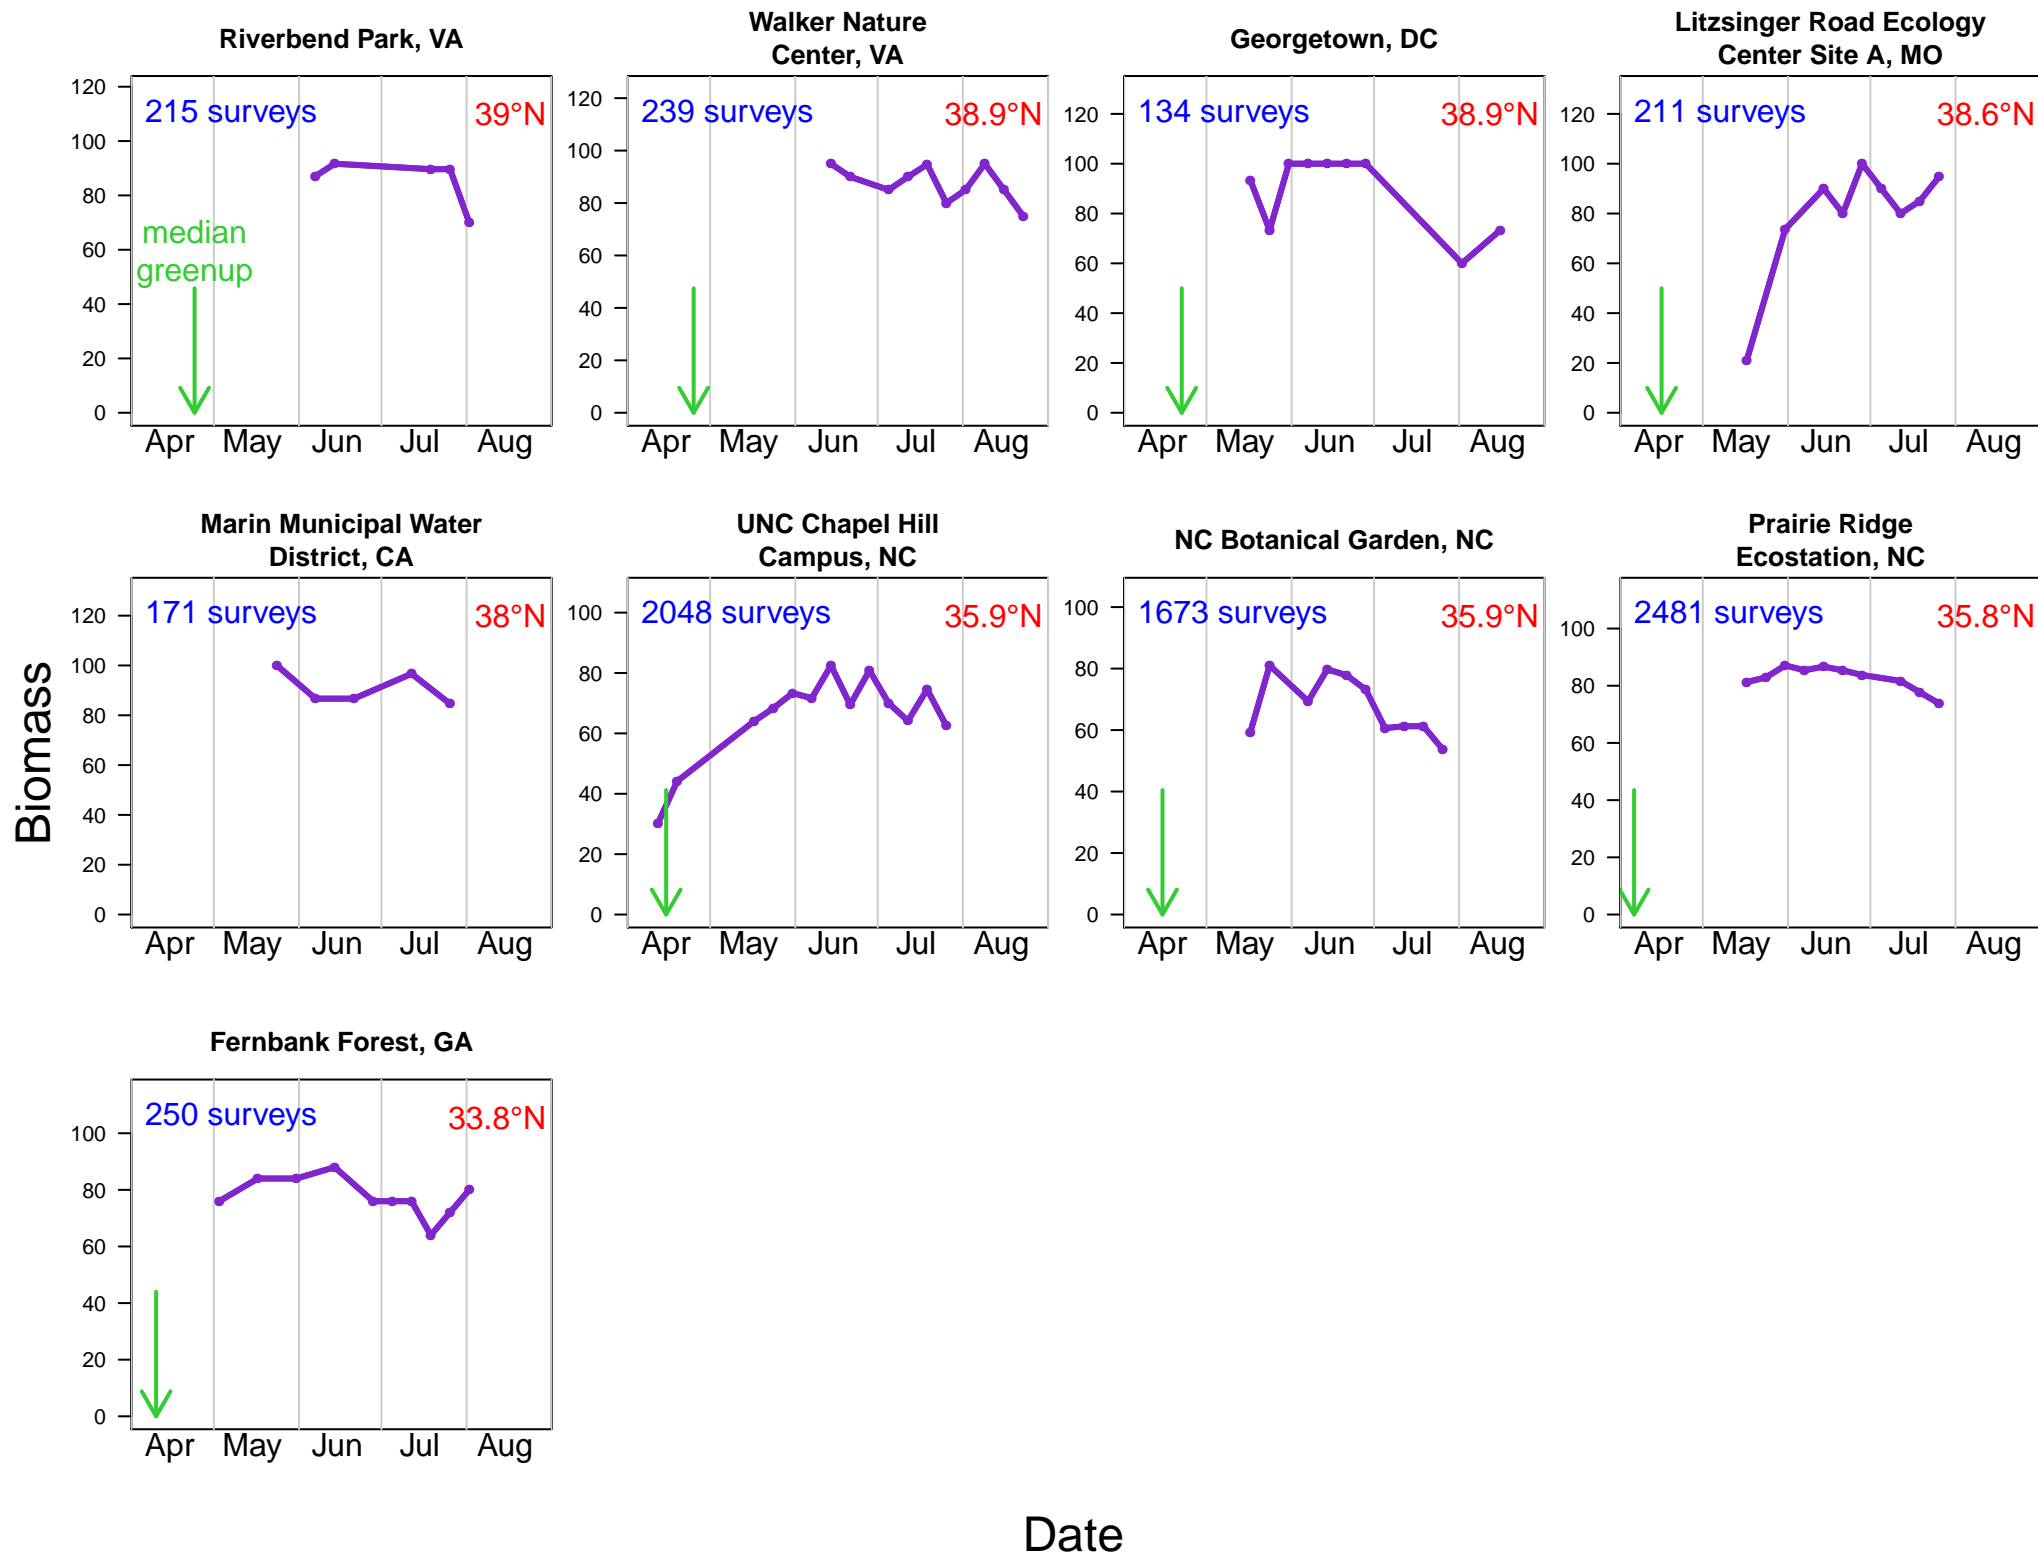 Riverbend Park, VA
120
100
80
60
40
20
0
215 surveys
39°N
median
greenup
Apr May Jun Jul Aug
Walker Nature
Center, VA
120
100
80
60
40
20
0
239 surveys
38.9°N
Apr May Jun Jul Aug
Georgetown, DC
120
100
80
60
40
20
0
134 surveys
38.9°N
Apr May Jun Jul Aug
Litzsinger Road Ecology
Center Site A, MO
120
100
80
60
40
20
0
211 surveys
38.6°N
Apr May Jun Jul Aug
Biomass
Marin Municipal Water
District, CA
120
100
80
60
40
20
0
171 surveys
38°N
Apr May Jun Jul Aug
UNC Chapel Hill
Campus, NC
100
80
60
40
20
0
2048 surveys
35.9°N
Apr May Jun Jul Aug
NC Botanical Garden, NC
100
80
60
40
20
0
1673 surveys
35.9°N
Apr May Jun Jul Aug
Prairie Ridge
Ecostation, NC
100
80
60
40
20
0
2481 surveys
35.8°N
Apr May Jun Jul Aug
Fernbank Forest, GA
100
80
60
40
20
0
250 surveys
33.8°N
Apr May Jun Jul Aug
Date